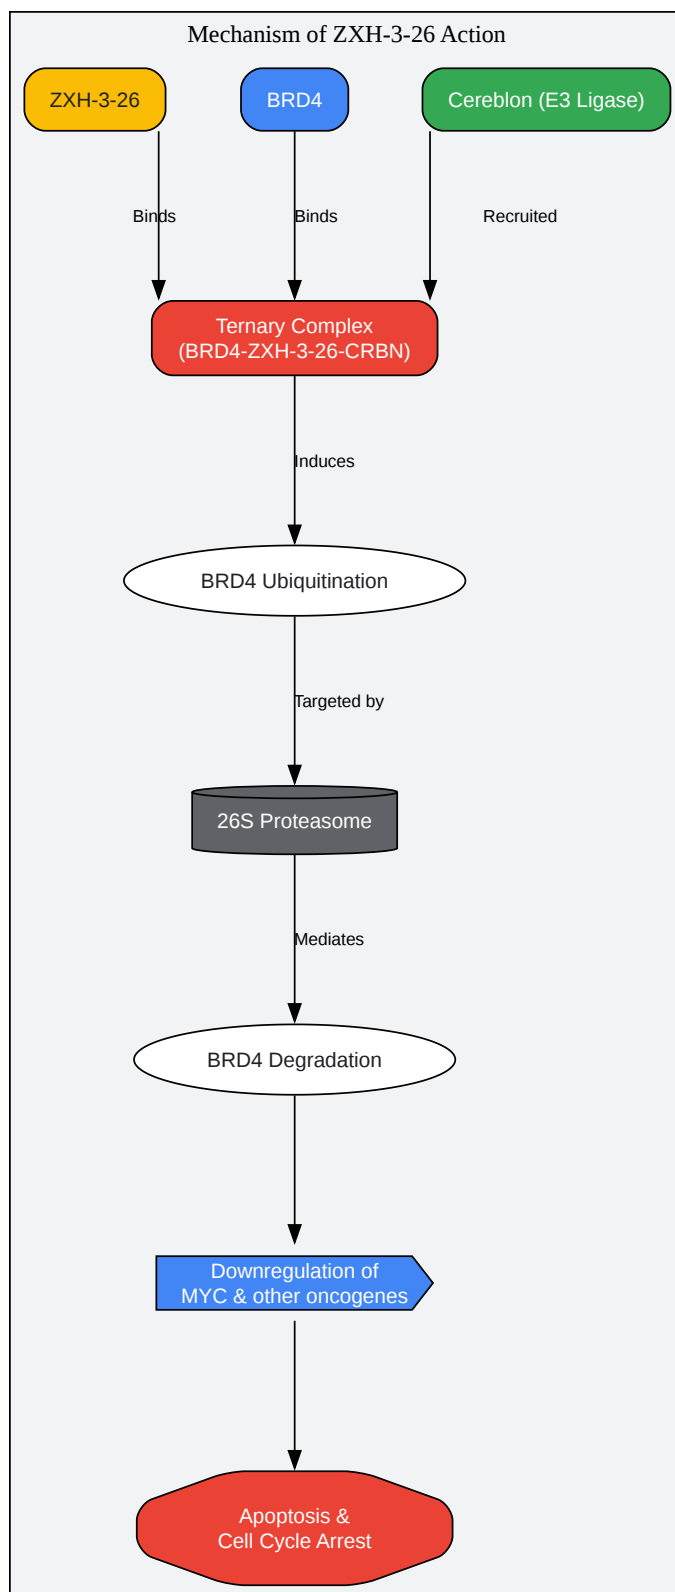 Mechanism of ZXH-3-26 Action
ZXH-3-26
BRD4
Cereblon (E3 Ligase)
Binds
Binds
Recruited
Ternary Complex
(BRD4-ZXH-3-26-CRBN)
Induces
BRD4 Ubiquitination
Targeted by
26S Proteasome
Mediates
BRD4 Degradation
Downregulation of
MYC & other oncogenes
Apoptosis &
Cell Cycle Arrest